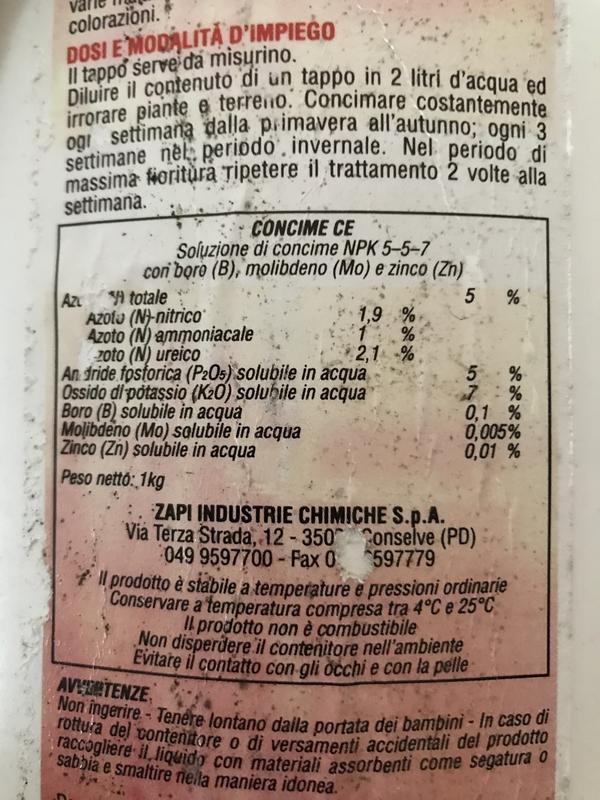 colorazioni.
DOSI E MODALITÀ D'IMPIEGO
Il tappo serve da misurino.
Diluire il contenuto di un tappo in 2 litri d'acqua ed
irrorare piante e terreno. Concimare costantemente
settimana dalla primavera all'autunno; ogni 3
settimane nel periodo invernale. Nel periodo di
massima fioritura ripetere il trattamento 2 volte alla
settimana.
CONCIME CE
Soluzione di concime NPK 5–5–7
con boro (B), molibdeno (Mo) e zinco (Zn)
totale 5 %
Azoto (N) nitrico 1,9 %
Azoto (N) ammoniacale 1 %
(N) ureico 2,1 %
fosforica (P₂O₅) solubile in acqua 5 %
Ossido di potassio (K₂O) solubile in acqua 7 %
Boro (B) solubile in acqua 0,1 %
Molibdeno (Mo) solubile in acqua 0,005%
Zinco (Zn) solubile in acqua 0,01 %
Peso netto: 1kg
ZAPI INDUSTRIE CHIMICHE S.p.A.
Via Terza Strada, 12 - Conselve (PD)
049 9597700 - Fax
Il prodotto è stabile a temperature e pressioni ordinarie
Conservare a temperatura compresa tra 4°C e 25°C
Il prodotto non è combustibile
Non disperdere il contenitore nell'ambiente
Evitare il contatto con gli occhi e con la pelle
AVVERTENZE
Non ingerire - Tenere lontano dalla portata dei bambini - In caso di
rottura del contenitore o di versamenti accidentali del prodotto
raccogliere il liquido con materiali assorbenti come segatura o
sabbia e smaltire nella maniera idonea.